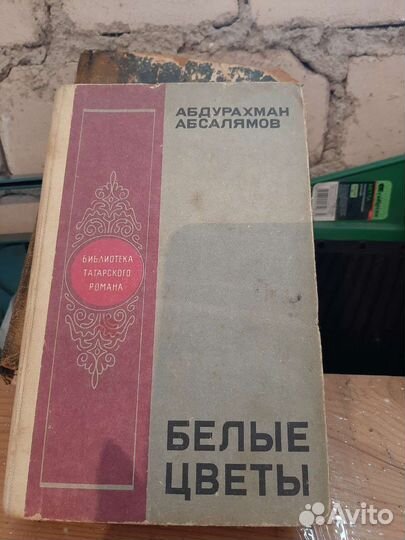 АБДУРАХМАН
АБСАЛЯМОВ
БИБЛИОТЕКА
ТАТАРСКОГО
РОМАНА
БЕЛЫЕ
ЦВЕТЫ
Avito